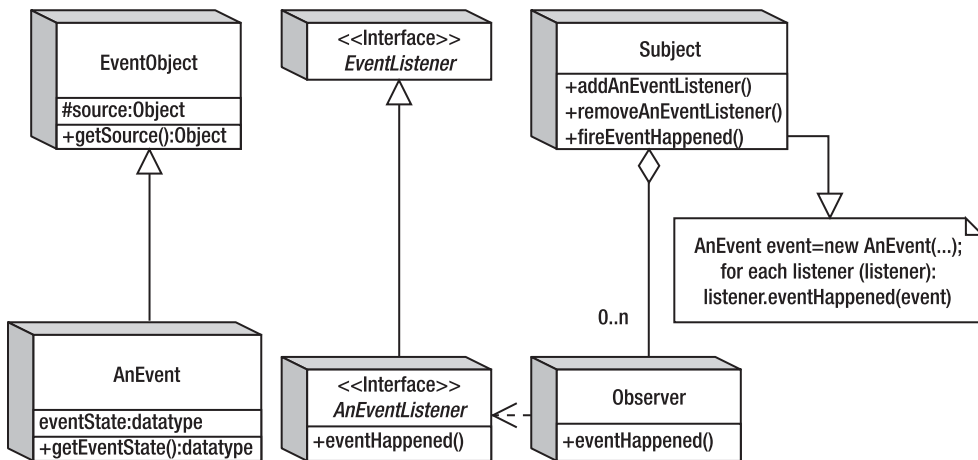 EventObject
#source:Object
+getSource():Object
<<Interface>>
EventListener
Subject
+addAnEventListener()
+removeAnEventListener()
+fireEventHappened()
AnEvent event=new AnEvent(...);
for each listener (listener):
listener.eventHappened(event)
0..n
AnEvent
eventState:datatype
+getEventState():datatype
<<Interface>>
AnEventListener
+eventHappened()
Observer
+eventHappened()